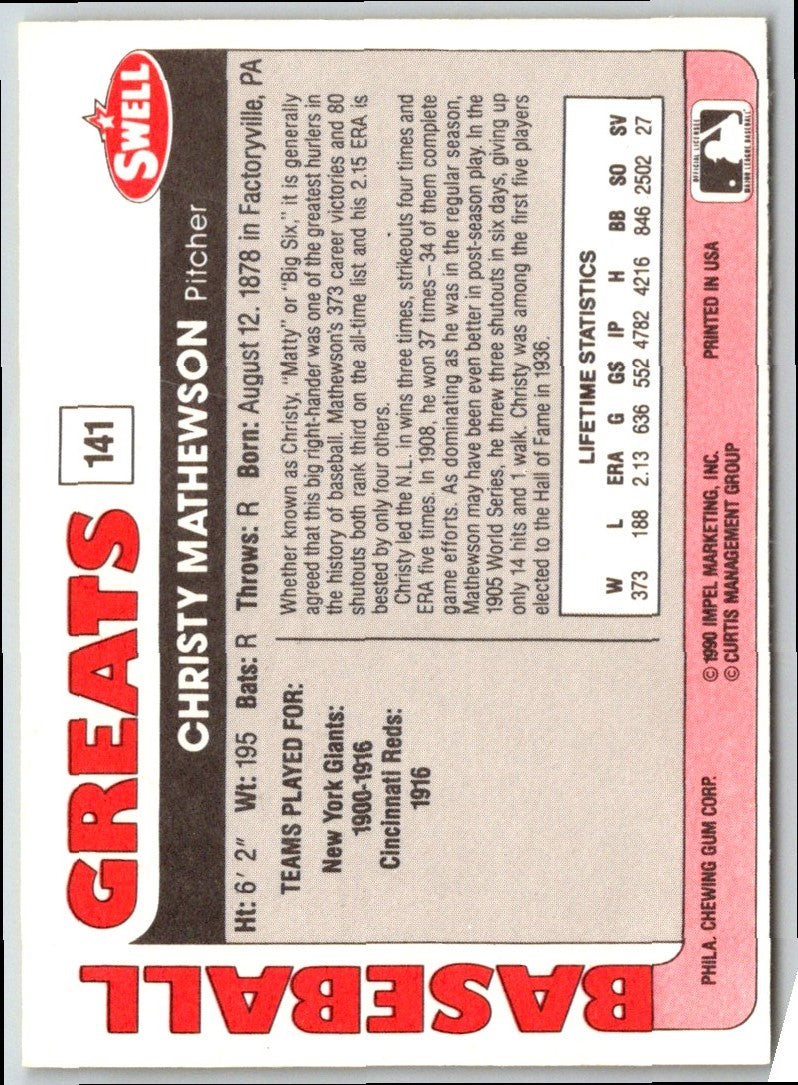 BASEBALL
GREATS
141
SWELL
CHRISTY MATHEWSON Pitcher
Ht: 6' 2" Wt: 195 Bats: R Throws: R Born: August 12, 1878 in Factoryville, PA
TEAMS PLAYED FOR:
New York Giants:
1900-1916
Cincinnati Reds:
1916
Whether known as Christy, "Matty" or "Big Six," it is generally
agreed that this big right-hander was one of the greatest hurlers in
the history of baseball. Mathewson's 373 career victories and 80
shutouts both rank third on the all-time list and his 2.15 ERA is
bested by only four others.
Christy led the N.L. in wins three times, strikeouts four times and
ERA five times. In 1908, he won 37 times–34 of them complete
game efforts. As dominating as he was in the regular season,
Mathewson may have been even better in post-season play. In the
1905 World Series, he threw three shutouts in six days, giving up
only 14 hits and 1 walk. Christy was among the first five players
elected to the Hall of Fame in 1936.
LIFETIME STATISTICS
W L ERA G GS IP H BB SO SV
373 188 2.13 636 552 4782 4216 846 2502 27
PHILA. CHEWING GUM CORP.
© 1990 IMPEL MARKETING, INC.
© CURTIS MANAGEMENT GROUP
PRINTED IN USA
OFFICIAL LICENSEE
MAJOR LEAGUE BASEBALL